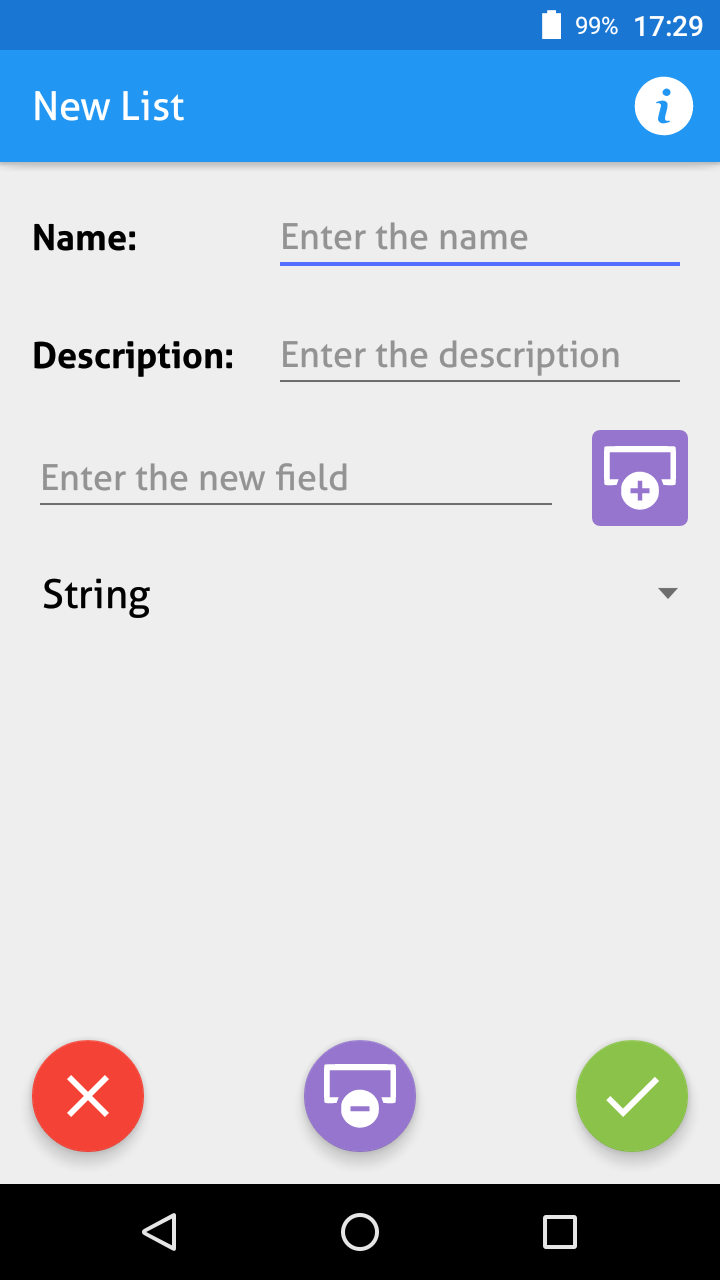 99% 17:29
New List
Name: Enter the name
Description: Enter the description
Enter the new field
String